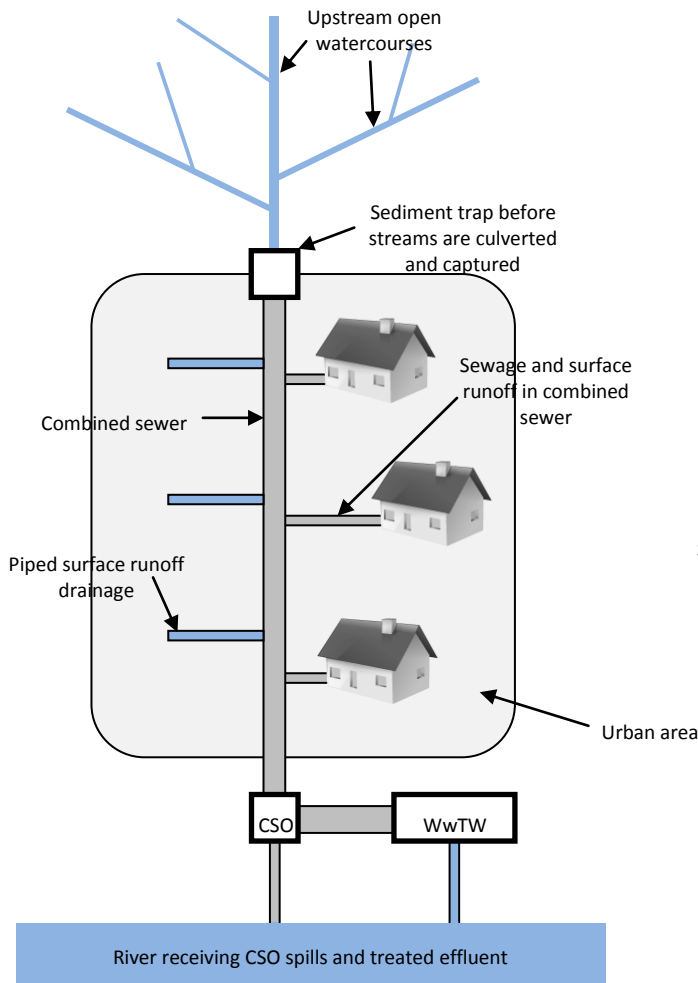 Upstream open
watercourses
Sediment trap before
streams are culverted
and captured
Sewage and surface
runoff in combined
sewer
Combined sewer
Piped surface runoff
drainage
Urban area
CSO
WwTW
River receiving CSO spills and treated effluent